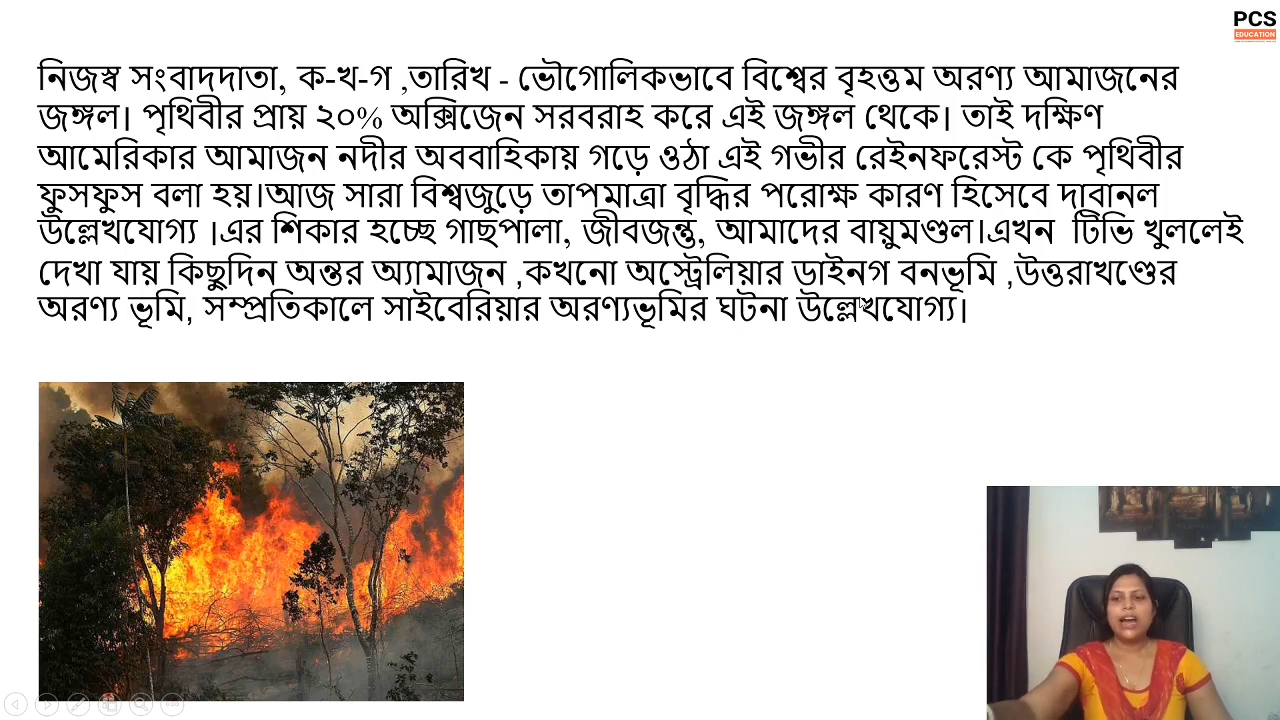 PCS
EDUCATION
নিজস্ব সংবাদদাতা, ক-খ-গ ,তারিখ - ভৌগোলিকভাবে বিশ্বের বৃহত্তম অরণ্য আমাজনের
জঙ্গল। পৃথিবীর প্রায় ২০% অক্সিজেন সরবরাহ করে এই জঙ্গল থেকে। তাই দক্ষিণ
আমেরিকার আমাজন নদীর অববাহিকায় গড়ে ওঠা এই গভীর রেইনফরেস্ট কে পৃথিবীর
ফুসফুস বলা হয়।আজ সারা বিশ্বজুড়ে তাপমাত্রা বৃদ্ধির পরোক্ষ কারণ হিসেবে দাবানল
উল্লেখযোগ্য ।এর শিকার হচ্ছে গাছপালা, জীবজন্তু, আমাদের বায়ুমণ্ডল।এখন টিভি খুললেই
দেখা যায় কিছুদিন অন্তর অ্যামাজন ,কখনো অস্ট্রেলিয়ার ডাইনগ বনভূমি ,উত্তরাখণ্ডের
অরণ্য ভূমি, সম্প্রতিকালে সাইবেরিয়ার অরণ্যভূমির ঘটনা উল্লেখযোগ্য।